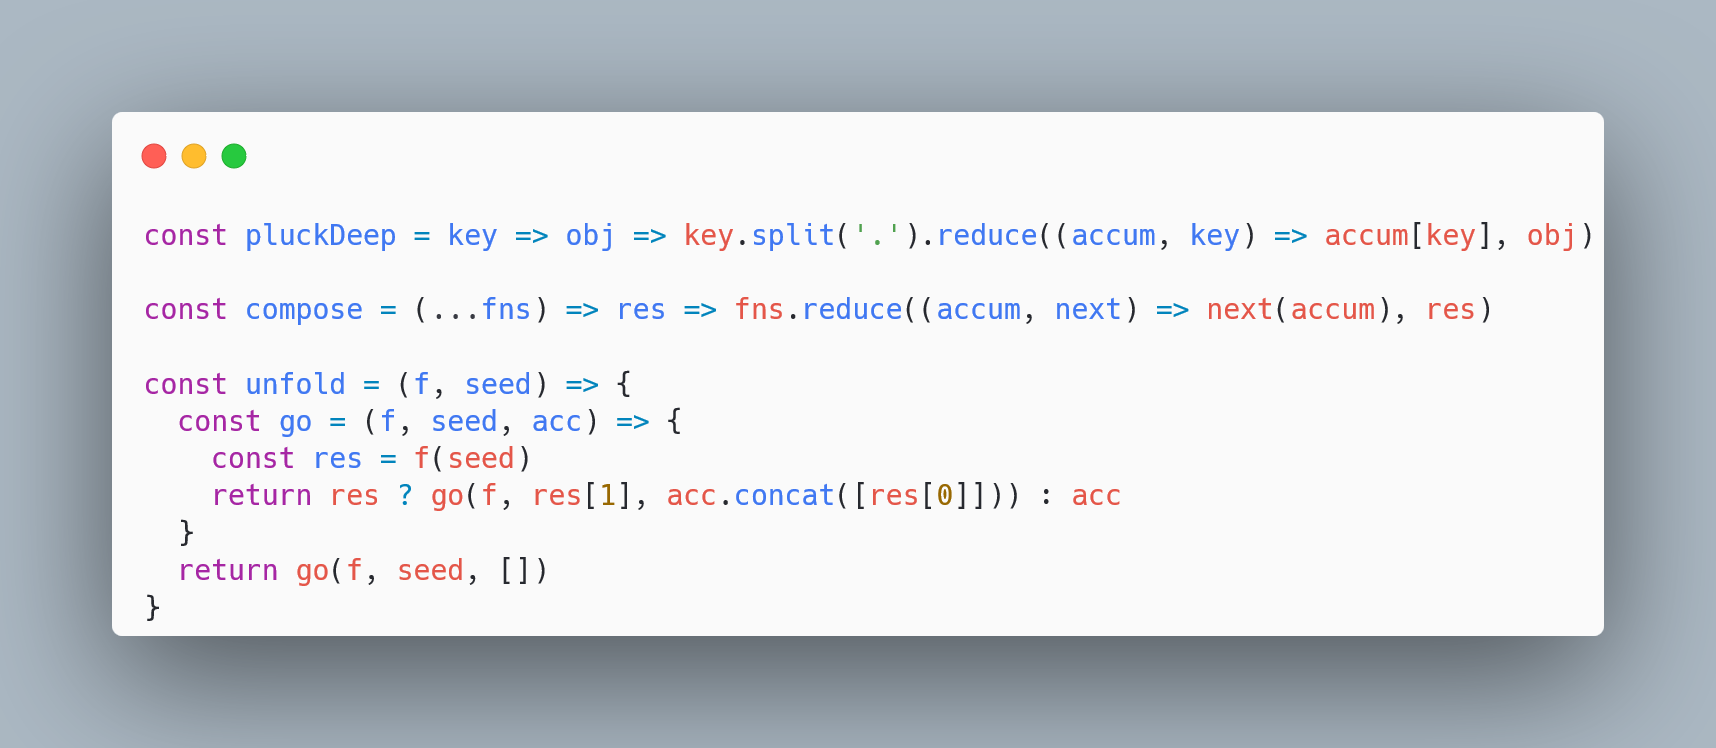 const pluckDeep = key => obj => key.split('.').reduce((accum, key) => accum[key], obj)
const compose = (...fns) => res => fns.reduce((accum, next) => next(accum), res)
const unfold = (f, seed) => {
  const go = (f, seed, acc) => {
    const res = f(seed)
    return res ? go(f, res[1], acc.concat([res[0]])) : acc
  }
  return go(f, seed, [])
}